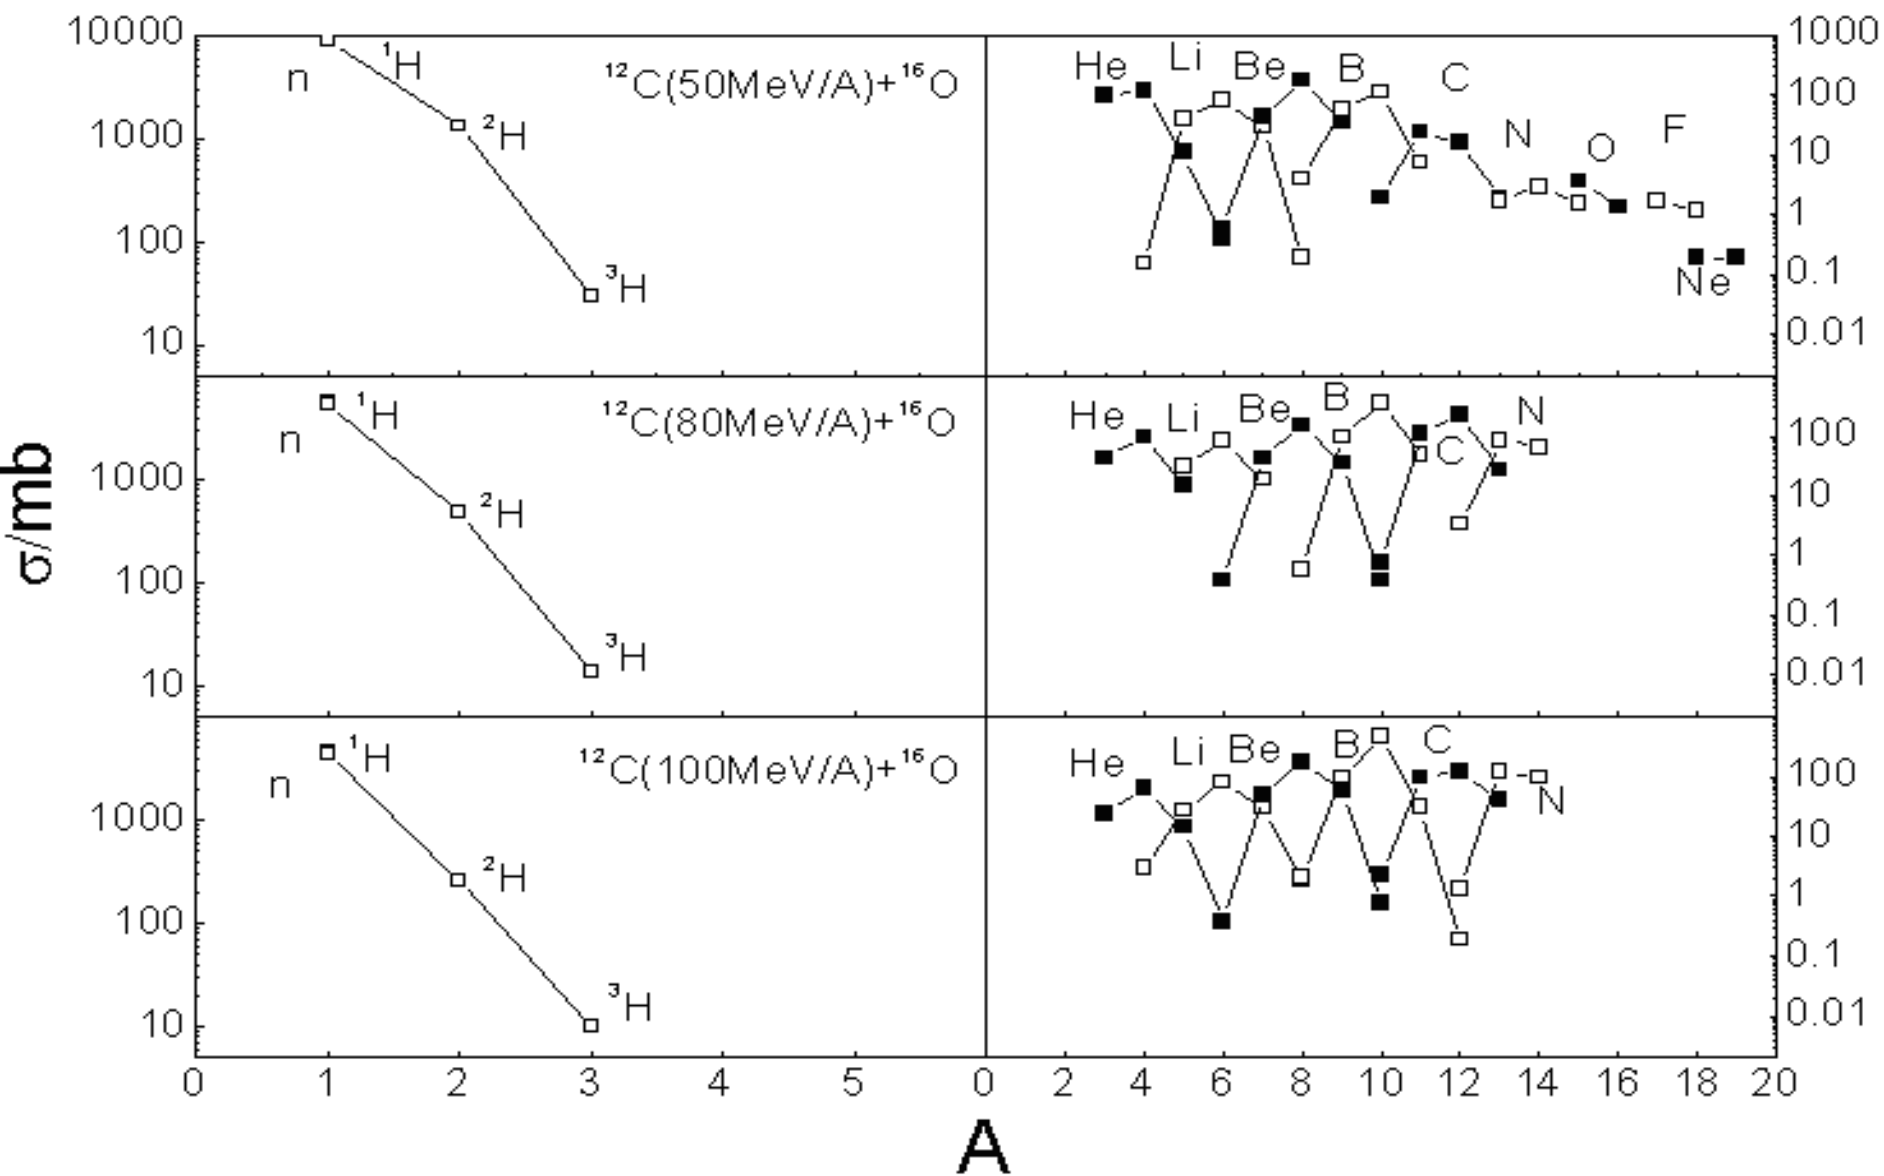 10000
n
¹H
²H
³H
¹²C(50MeV/A)+¹⁶O
1000
100
10
He
Li
Be
B
C
N
O
F
Ne
1000
100
10
1
0.1
0.01
n
¹H
²H
³H
¹²C(80MeV/A)+¹⁶O
1000
100
10
He
Li
Be
B
C
N
100
10
1
0.1
0.01
n
¹H
²H
³H
¹²C(100MeV/A)+¹⁶O
1000
100
10
He
Li
Be
B
C
N
100
10
1
0.1
0.01
σ/mb
0 1 2 3 4 5 0 2 4 6 8 10 12 14 16 18 20
A